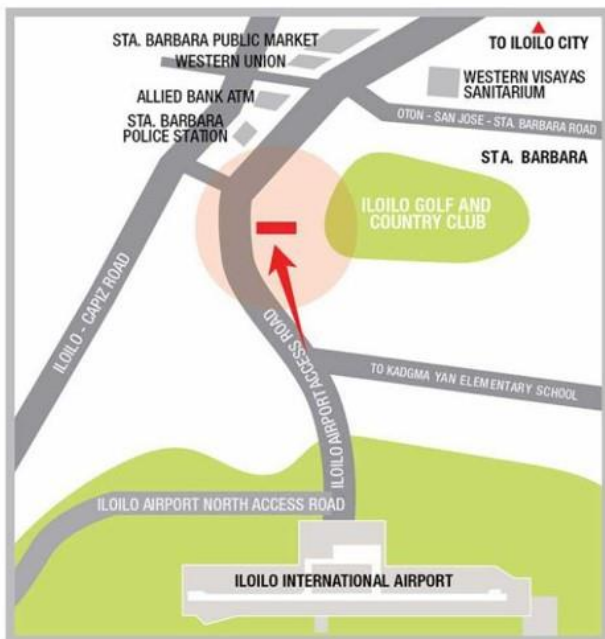 STA. BARBARA PUBLIC MARKET
WESTERN UNION
TO ILOILO CITY
WESTERN VISAYAS
SANITARIUM
ALLIED BANK ATM
STA. BARBARA
POLICE STATION
OTON - SAN JOSE - STA. BARBARA ROAD
STA. BARBARA
ILOILO GOLF AND
COUNTRY CLUB
ILOILO - CAPIZ ROAD
ILOILO AIRPORT ACCESS ROAD
TO KADGMA YAN ELEMENTARY SCHOOL
ILOILO AIRPORT NORTH ACCESS ROAD
ILOILO INTERNATIONAL AIRPORT